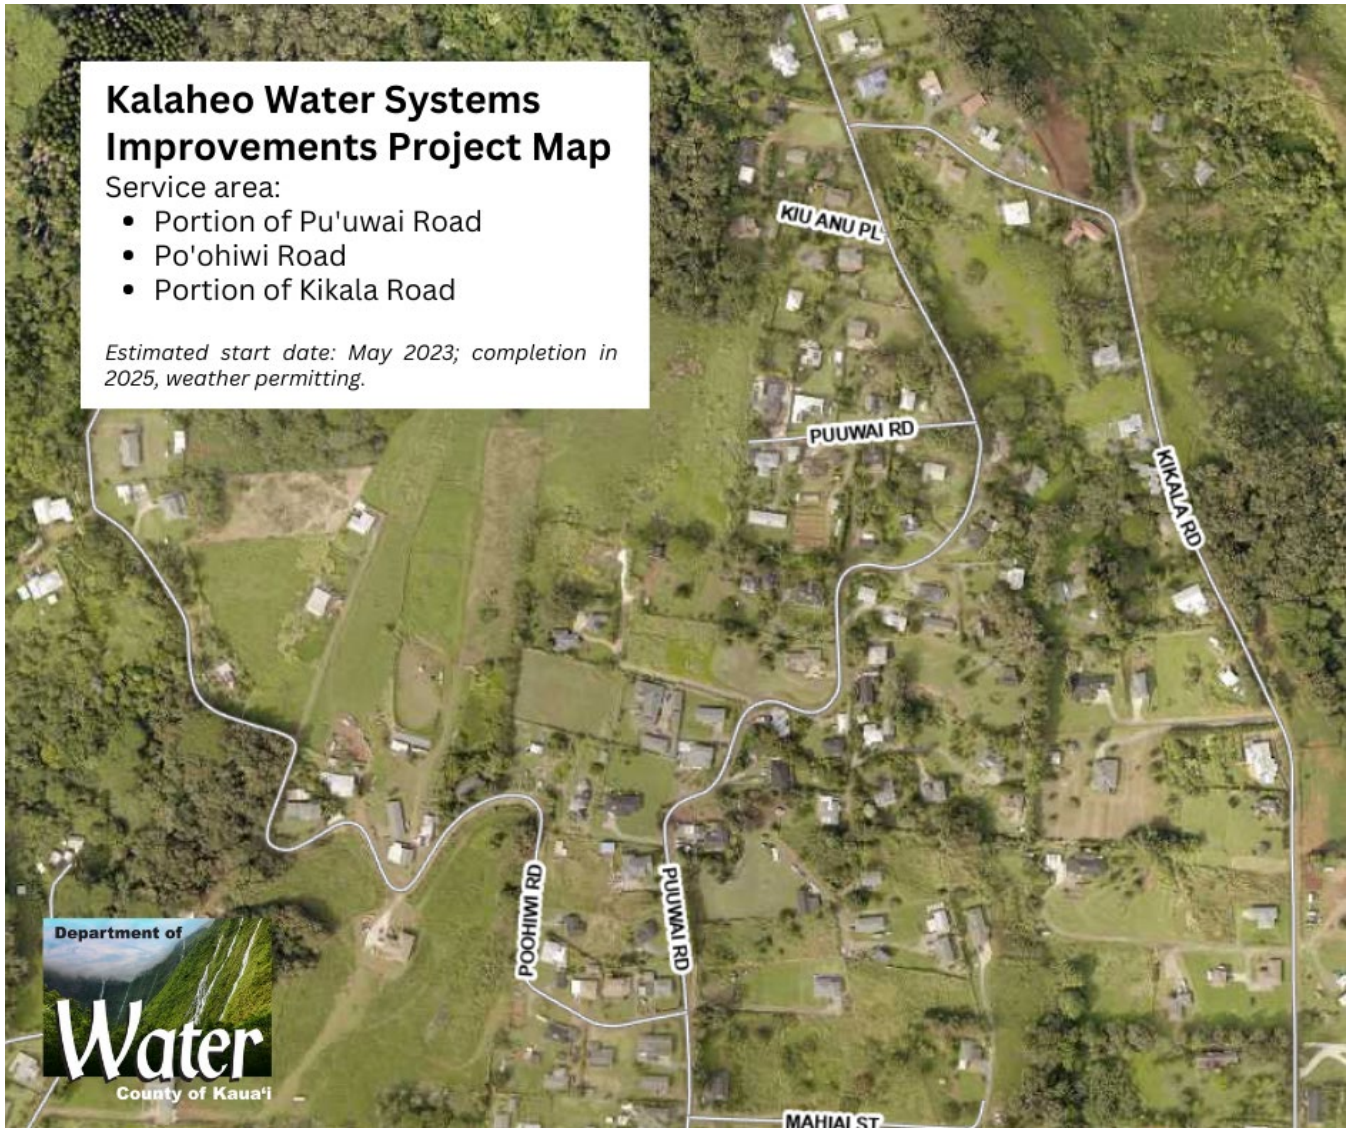 Kalaheo Water Systems
Improvements Project Map
Service area:
• Portion of Pu'uwai Road
• Po'ohiwi Road
• Portion of Kikala Road
Estimated start date: May 2023; completion in
2025, weather permitting.
KIU ANU PL
PUUWAI RD
KIKALA RD
POOHIWI RD
PUUWAI RD
MAHIAI ST
Department of
Water
County of Kauaʻi